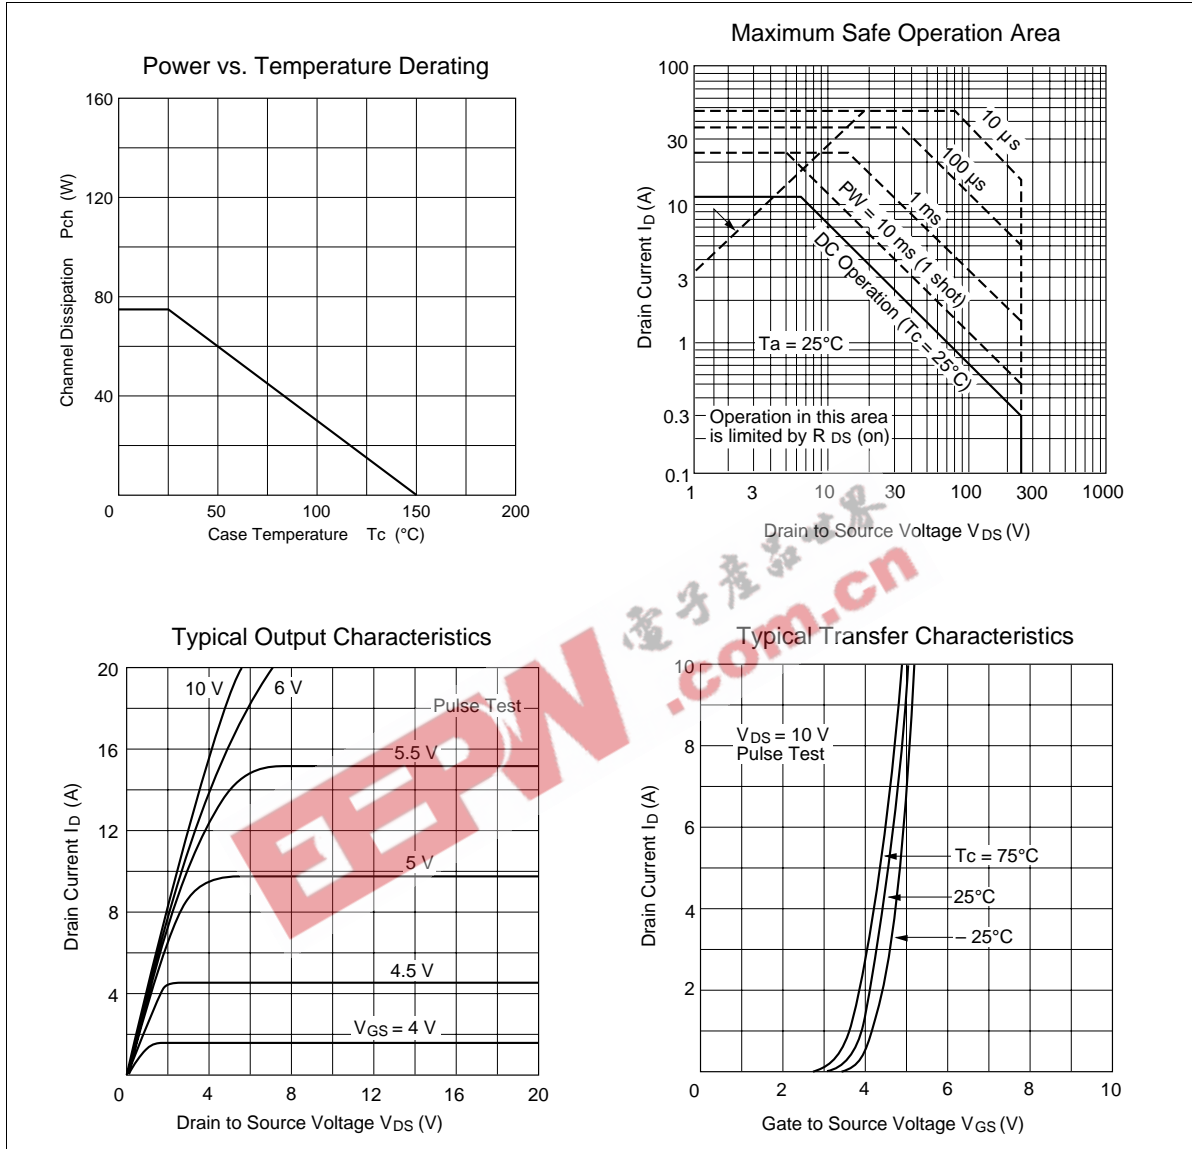 Power vs. Temperature Derating
160
120
80
40
0
50
100
150
200
Channel Dissipation Pch (W)
Case Temperature Tc (°C)
Maximum Safe Operation Area
100
30
10
3
1
0.3
0.1
1
3
10
30
100
300
1000
Drain Current ID (A)
Drain to Source Voltage VDS (V)
10 µs
100 µs
1 ms
PW = 10 ms (1 shot)
DC Operation (Tc = 25°C)
Ta = 25°C
Operation in this area
is limited by R DS (on)
電子產品世界
EEPW.com.cn
Typical Output Characteristics
20
16
12
8
4
0
4
8
12
16
20
Drain Current ID (A)
Drain to Source Voltage VDS (V)
10 V
6 V
Pulse Test
5.5 V
5 V
4.5 V
VGS = 4 V
Typical Transfer Characteristics
10
8
6
4
2
0
2
4
6
8
10
Drain Current ID (A)
Gate to Source Voltage VGS (V)
VDS = 10 V
Pulse Test
Tc = 75°C
25°C
– 25°C